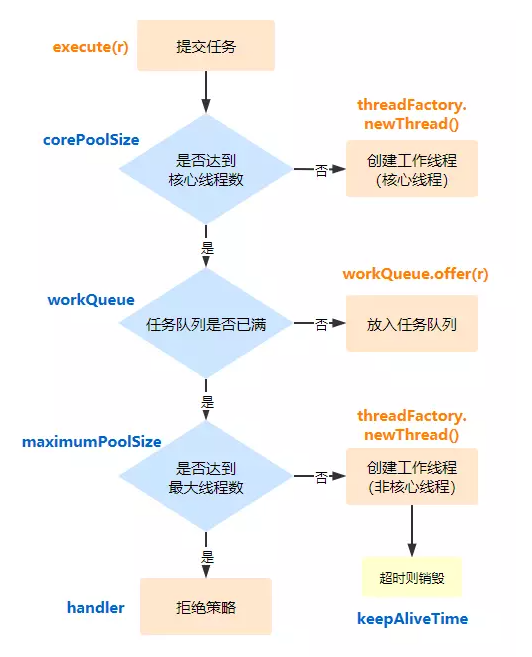 execute(r)
提交任务
threadFactory.
newThread()
corePoolSize
是否达到
核心线程数
否
创建工作线程
（核心线程）
是
workQueue
workQueue.offer(r)
任务队列是否已满
否
放入任务队列
是
threadFactory.
newThread()
maximumPoolSize
是否达到
最大线程数
否
创建工作线程
（非核心线程）
是
超时则销毁
handler
拒绝策略
keepAliveTime